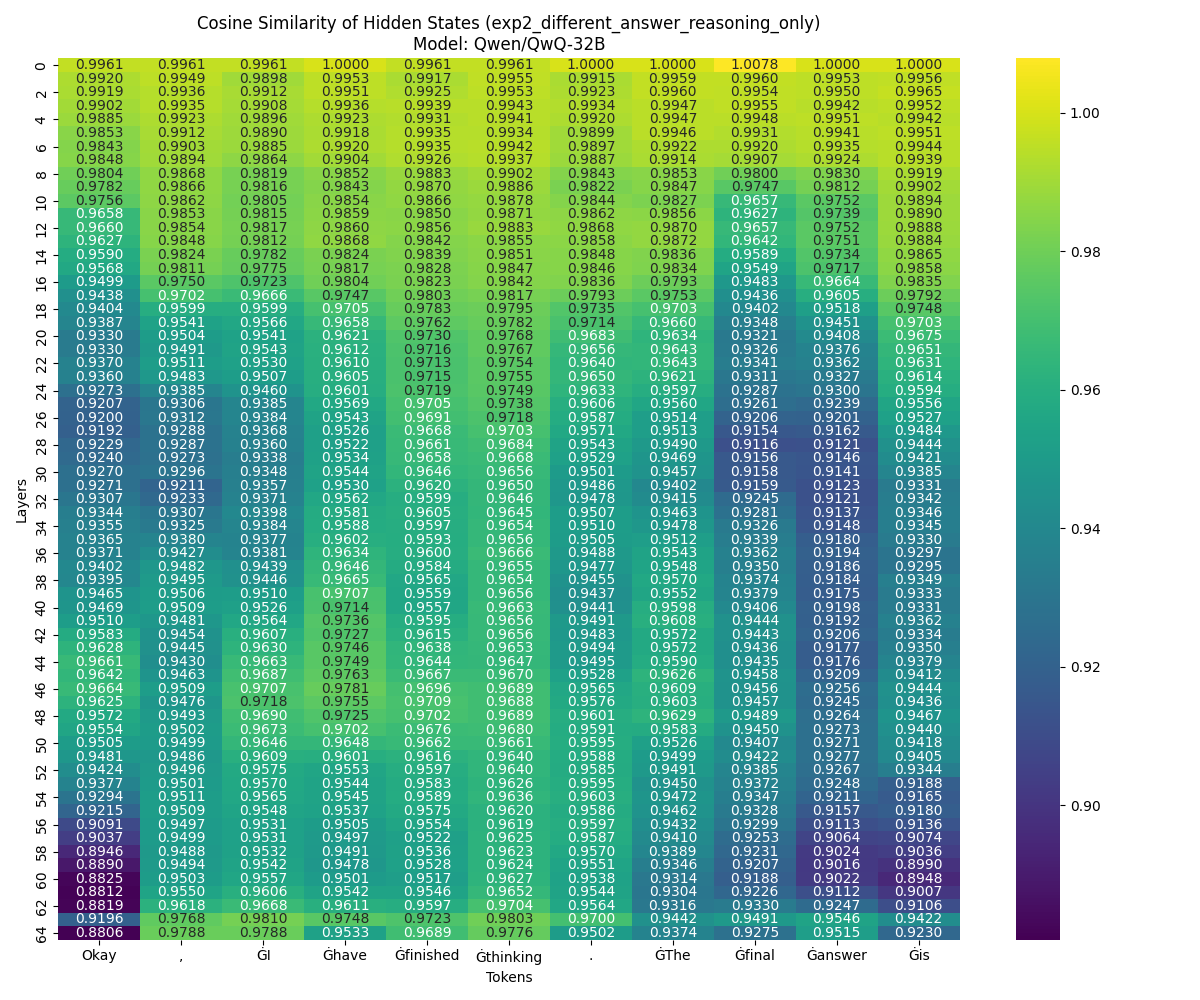 Cosine Similarity of Hidden States (exp2_different_answer_reasoning_only)
Model: Qwen/QwQ-32B
0 0.9961 0.9961 0.9961 1.0000 0.9961 0.9961 1.0000 1.0000 1.0078 1.0000 1.0000
0.9920 0.9949 0.9898 0.9953 0.9917 0.9955 0.9915 0.9959 0.9960 0.9953 0.9956
2 0.9919 0.9936 0.9912 0.9951 0.9925 0.9953 0.9923 0.9960 0.9954 0.9950 0.9965
0.9902 0.9935 0.9908 0.9936 0.9939 0.9943 0.9934 0.9947 0.9955 0.9942 0.9952
4 0.9885 0.9923 0.9896 0.9923 0.9931 0.9941 0.9920 0.9947 0.9948 0.9951 0.9942
0.9853 0.9912 0.9890 0.9918 0.9935 0.9934 0.9899 0.9946 0.9931 0.9941 0.9951
6 0.9843 0.9903 0.9885 0.9920 0.9935 0.9942 0.9897 0.9922 0.9920 0.9935 0.9944
0.9848 0.9894 0.9864 0.9904 0.9926 0.9937 0.9887 0.9914 0.9907 0.9924 0.9939
8 0.9804 0.9868 0.9819 0.9852 0.9883 0.9902 0.9843 0.9853 0.9800 0.9830 0.9919
0.9782 0.9866 0.9816 0.9843 0.9870 0.9886 0.9822 0.9847 0.9747 0.9812 0.9902
10 0.9756 0.9862 0.9805 0.9854 0.9866 0.9878 0.9844 0.9827 0.9657 0.9752 0.9894
0.9658 0.9853 0.9815 0.9859 0.9850 0.9871 0.9862 0.9856 0.9627 0.9739 0.9890
12 0.9660 0.9854 0.9817 0.9860 0.9856 0.9883 0.9868 0.9870 0.9657 0.9752 0.9888
0.9627 0.9848 0.9812 0.9868 0.9842 0.9855 0.9858 0.9872 0.9642 0.9751 0.9884
14 0.9590 0.9824 0.9782 0.9824 0.9839 0.9851 0.9848 0.9836 0.9589 0.9734 0.9865
0.9568 0.9811 0.9775 0.9817 0.9828 0.9847 0.9846 0.9834 0.9549 0.9717 0.9858
16 0.9499 0.9750 0.9723 0.9804 0.9823 0.9842 0.9836 0.9793 0.9483 0.9664 0.9835
0.9438 0.9702 0.9666 0.9747 0.9803 0.9817 0.9793 0.9753 0.9436 0.9605 0.9792
18 0.9404 0.9599 0.9599 0.9705 0.9783 0.9795 0.9735 0.9703 0.9402 0.9518 0.9748
0.9387 0.9541 0.9566 0.9658 0.9762 0.9782 0.9714 0.9660 0.9348 0.9451 0.9703
20 0.9330 0.9504 0.9541 0.9621 0.9730 0.9768 0.9683 0.9634 0.9321 0.9408 0.9675
0.9330 0.9491 0.9543 0.9612 0.9716 0.9767 0.9656 0.9643 0.9326 0.9376 0.9651
22 0.9370 0.9511 0.9530 0.9610 0.9713 0.9754 0.9640 0.9643 0.9341 0.9362 0.9631
0.9360 0.9483 0.9507 0.9605 0.9715 0.9755 0.9650 0.9621 0.9311 0.9327 0.9614
24 0.9273 0.9385 0.9460 0.9601 0.9719 0.9749 0.9633 0.9597 0.9287 0.9300 0.9594
0.9207 0.9306 0.9385 0.9569 0.9705 0.9738 0.9606 0.9560 0.9261 0.9239 0.9556
26 0.9200 0.9312 0.9384 0.9543 0.9691 0.9718 0.9587 0.9514 0.9206 0.9201 0.9527
0.9192 0.9288 0.9368 0.9526 0.9668 0.9703 0.9571 0.9513 0.9154 0.9162 0.9484
28 0.9229 0.9287 0.9360 0.9522 0.9661 0.9684 0.9543 0.9490 0.9116 0.9121 0.9444
0.9240 0.9273 0.9338 0.9534 0.9658 0.9668 0.9529 0.9469 0.9156 0.9146 0.9421
30 0.9270 0.9296 0.9348 0.9544 0.9646 0.9656 0.9501 0.9457 0.9158 0.9141 0.9385
0.9271 0.9211 0.9357 0.9530 0.9620 0.9650 0.9486 0.9402 0.9159 0.9123 0.9331
32 0.9307 0.9233 0.9371 0.9562 0.9599 0.9646 0.9478 0.9415 0.9245 0.9121 0.9342
0.9344 0.9307 0.9398 0.9581 0.9605 0.9645 0.9507 0.9463 0.9281 0.9137 0.9346
34 0.9355 0.9325 0.9384 0.9588 0.9597 0.9654 0.9510 0.9478 0.9326 0.9148 0.9345
0.9365 0.9380 0.9377 0.9602 0.9593 0.9656 0.9505 0.9512 0.9339 0.9180 0.9330
36 0.9371 0.9427 0.9381 0.9634 0.9600 0.9666 0.9488 0.9543 0.9362 0.9194 0.9297
0.9402 0.9482 0.9439 0.9646 0.9584 0.9655 0.9477 0.9548 0.9350 0.9186 0.9295
38 0.9395 0.9495 0.9446 0.9665 0.9565 0.9654 0.9455 0.9570 0.9374 0.9184 0.9349
0.9465 0.9506 0.9510 0.9707 0.9559 0.9656 0.9437 0.9552 0.9379 0.9175 0.9333
40 0.9469 0.9509 0.9526 0.9714 0.9557 0.9663 0.9441 0.9598 0.9406 0.9198 0.9331
0.9510 0.9481 0.9564 0.9736 0.9595 0.9656 0.9491 0.9608 0.9444 0.9192 0.9362
42 0.9583 0.9454 0.9607 0.9727 0.9615 0.9656 0.9483 0.9572 0.9443 0.9206 0.9334
0.9628 0.9445 0.9630 0.9746 0.9638 0.9653 0.9494 0.9564 0.9436 0.9177 0.9350
44 0.9661 0.9430 0.9663 0.9749 0.9644 0.9647 0.9495 0.9590 0.9435 0.9176 0.9379
0.9642 0.9463 0.9687 0.9763 0.9667 0.9670 0.9528 0.9626 0.9458 0.9209 0.9412
46 0.9664 0.9509 0.9707 0.9781 0.9696 0.9689 0.9565 0.9609 0.9456 0.9256 0.9444
0.9625 0.9476 0.9718 0.9755 0.9709 0.9688 0.9576 0.9603 0.9457 0.9245 0.9436
48 0.9572 0.9493 0.9690 0.9725 0.9702 0.9689 0.9601 0.9629 0.9489 0.9264 0.9467
0.9554 0.9502 0.9673 0.9702 0.9676 0.9680 0.9591 0.9583 0.9450 0.9273 0.9440
50 0.9505 0.9499 0.9646 0.9648 0.9662 0.9661 0.9595 0.9526 0.9407 0.9271 0.9418
0.9481 0.9486 0.9609 0.9601 0.9616 0.9640 0.9588 0.9499 0.9422 0.9277 0.9405
52 0.9424 0.9496 0.9575 0.9553 0.9597 0.9640 0.9585 0.9491 0.9385 0.9267 0.9344
0.9377 0.9501 0.9570 0.9544 0.9583 0.9626 0.9595 0.9450 0.9372 0.9248 0.9188
54 0.9294 0.9511 0.9565 0.9545 0.9589 0.9636 0.9603 0.9472 0.9347 0.9211 0.9165
0.9215 0.9509 0.9548 0.9537 0.9575 0.9620 0.9586 0.9462 0.9309 0.9157 0.9180
56 0.9091 0.9497 0.9531 0.9505 0.9554 0.9619 0.9597 0.9432 0.9299 0.9113 0.9136
0.9037 0.9499 0.9531 0.9497 0.9522 0.9625 0.9587 0.9410 0.9253 0.9064 0.9074
58 0.8946 0.9488 0.9532 0.9491 0.9536 0.9623 0.9570 0.9389 0.9231 0.9024 0.9036
0.8890 0.9494 0.9542 0.9478 0.9528 0.9624 0.9551 0.9346 0.9207 0.9016 0.8990
60 0.8825 0.9503 0.9557 0.9501 0.9517 0.9627 0.9538 0.9314 0.9188 0.9022 0.8948
0.8812 0.9550 0.9606 0.9542 0.9546 0.9652 0.9544 0.9304 0.9226 0.9112 0.9007
62 0.8819 0.9618 0.9668 0.9611 0.9597 0.9704 0.9564 0.9316 0.9330 0.9247 0.9106
0.9196 0.9768 0.9810 0.9748 0.9723 0.9803 0.9700 0.9442 0.9491 0.9546 0.9422
64 0.8806 0.9788 0.9788 0.9533 0.9689 0.9776 0.9502 0.9374 0.9275 0.9515 0.9230
Okay , ĠI Ġhave Ġfinished Ġthinking . ĠThe Ġfinal Ġanswer Ġis
Tokens
Layers
1.00
0.98
0.96
0.94
0.92
0.90